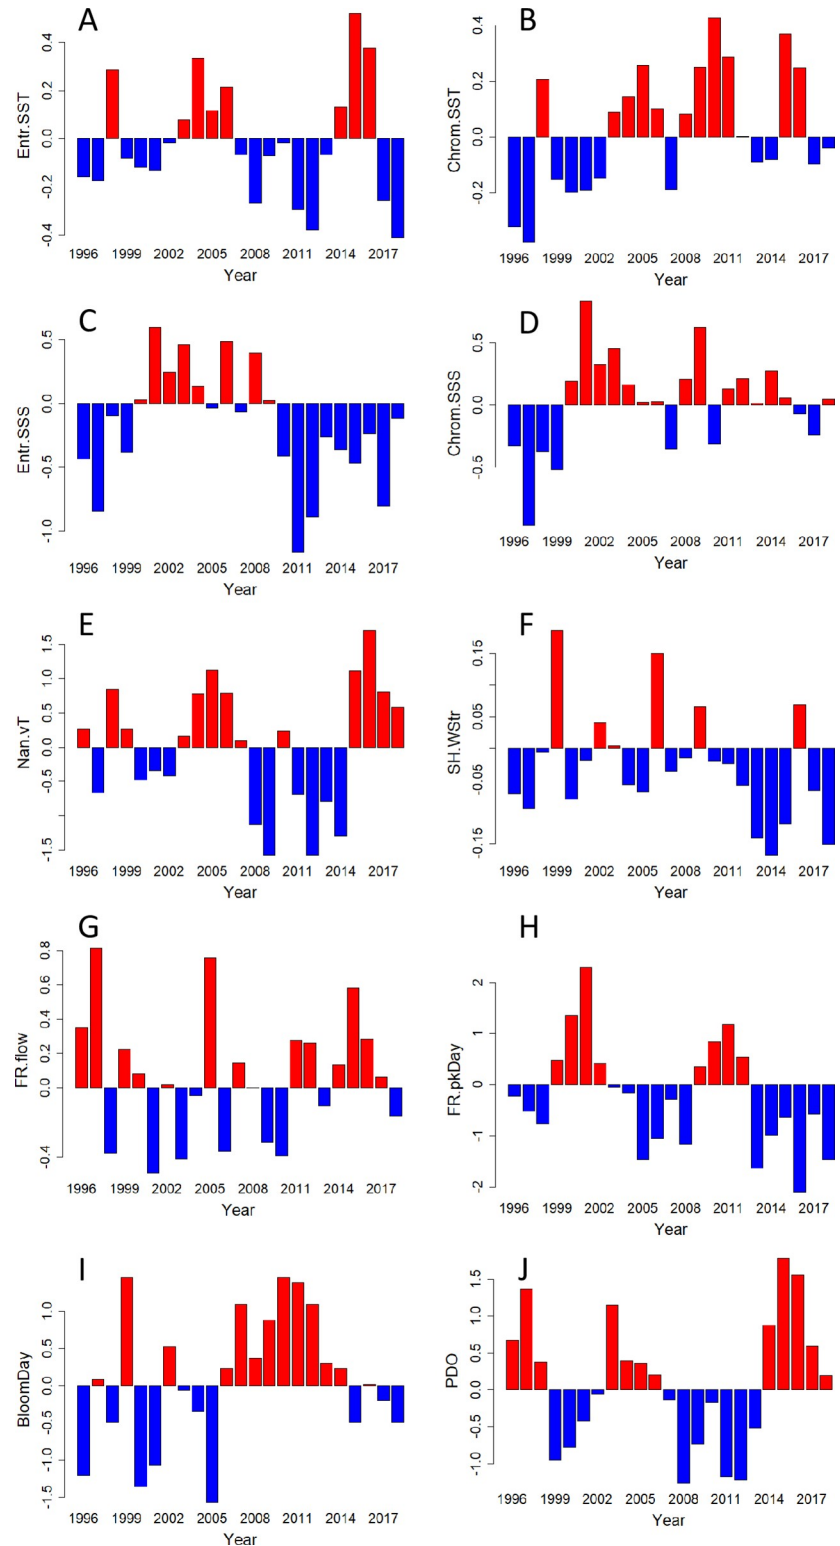 A
Entr.SST
0.4
0.2
0.0
-0.2
-0.4
1996 1999 2002 2005 2008 2011 2014 2017
Year
B
Chrom.SST
0.4
0.2
0.0
-0.2
1996 1999 2002 2005 2008 2011 2014 2017
Year
C
Entr.SSS
0.5
0.0
-0.5
-1.0
1996 1999 2002 2005 2008 2011 2014 2017
Year
D
Chrom.SSS
0.5
0.0
-0.5
1996 1999 2002 2005 2008 2011 2014 2017
Year
E
Nan.vT
1.5
1.0
0.5
0.0
-0.5
-1.5
1996 1999 2002 2005 2008 2011 2014 2017
Year
F
SH.WStr
0.15
0.05
-0.05
-0.15
1996 1999 2002 2005 2008 2011 2014 2017
Year
G
FR.flow
0.8
0.6
0.4
0.2
0.0
-0.4
1996 1999 2002 2005 2008 2011 2014 2017
Year
H
FR.pkDay
2
1
0
-1
-2
1996 1999 2002 2005 2008 2011 2014 2017
Year
I
BloomDay
1.0
0.5
0.0
-0.5
-1.0
-1.5
1996 1999 2002 2005 2008 2011 2014 2017
Year
J
PDO
1.5
1.0
0.5
0.0
-0.5
-1.0
1996 1999 2002 2005 2008 2011 2014 2017
Year